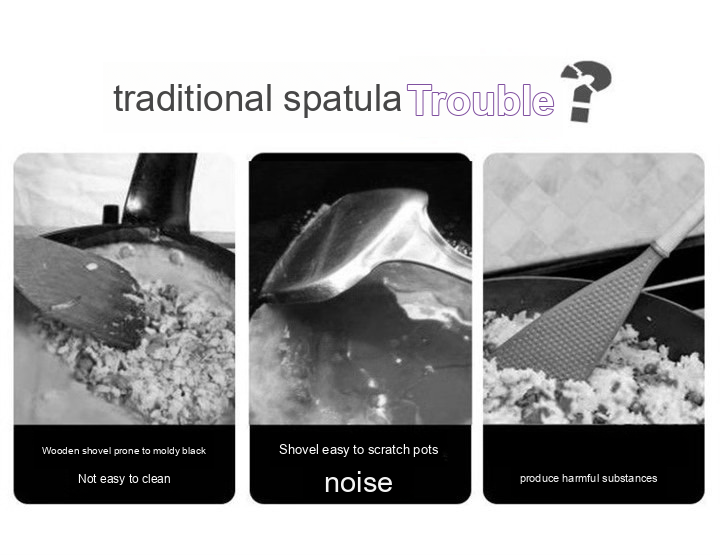 traditional spatula Trouble?
Wooden shovel prone to moldy black
Not easy to clean
Shovel easy to scratch pots
noise
produce harmful substances